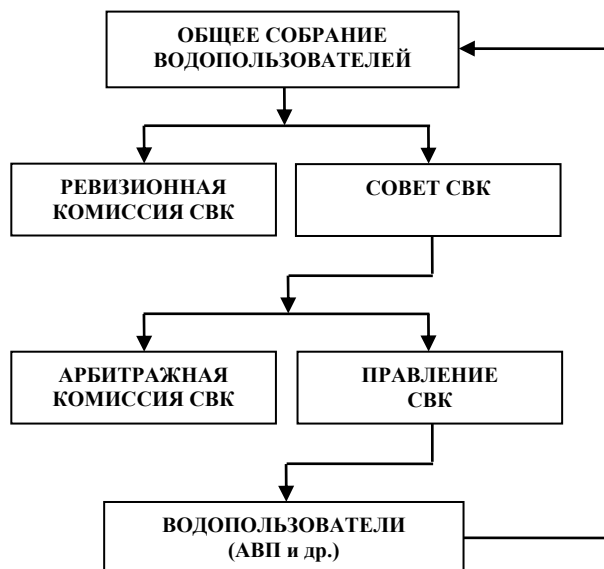 ОБЩЕЕ СОБРАНИЕ
ВОДОПОЛЬЗОВАТЕЛЕЙ
РЕВИЗИОННАЯ
КОМИССИЯ СВК
СОВЕТ СВК
АРБИТРАЖНАЯ
КОМИССИЯ СВК
ПРАВЛЕНИЕ
СВК
ВОДОПОЛЬЗОВАТЕЛИ
(АВП и др.)